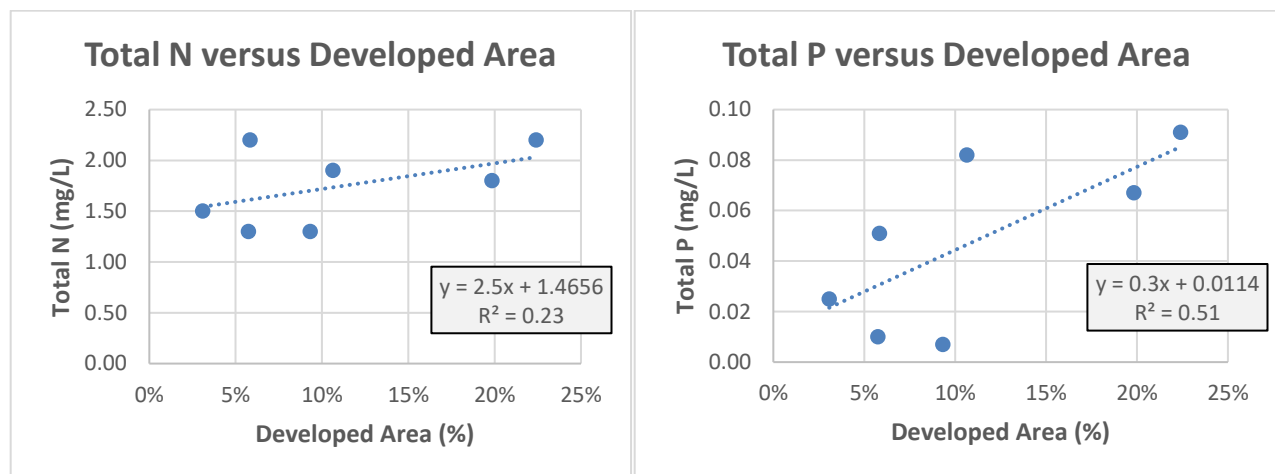 Total N versus Developed Area
2.50
2.00
1.50
1.00
0.50
0.00
Total N (mg/L)
y = 2.5x + 1.4656
R² = 0.23
0% 5% 10% 15% 20% 25%
Developed Area (%)
Total P versus Developed Area
0.10
0.08
0.06
0.04
0.02
0.00
Total P (mg/L)
y = 0.3x + 0.0114
R² = 0.51
0% 5% 10% 15% 20% 25%
Developed Area (%)